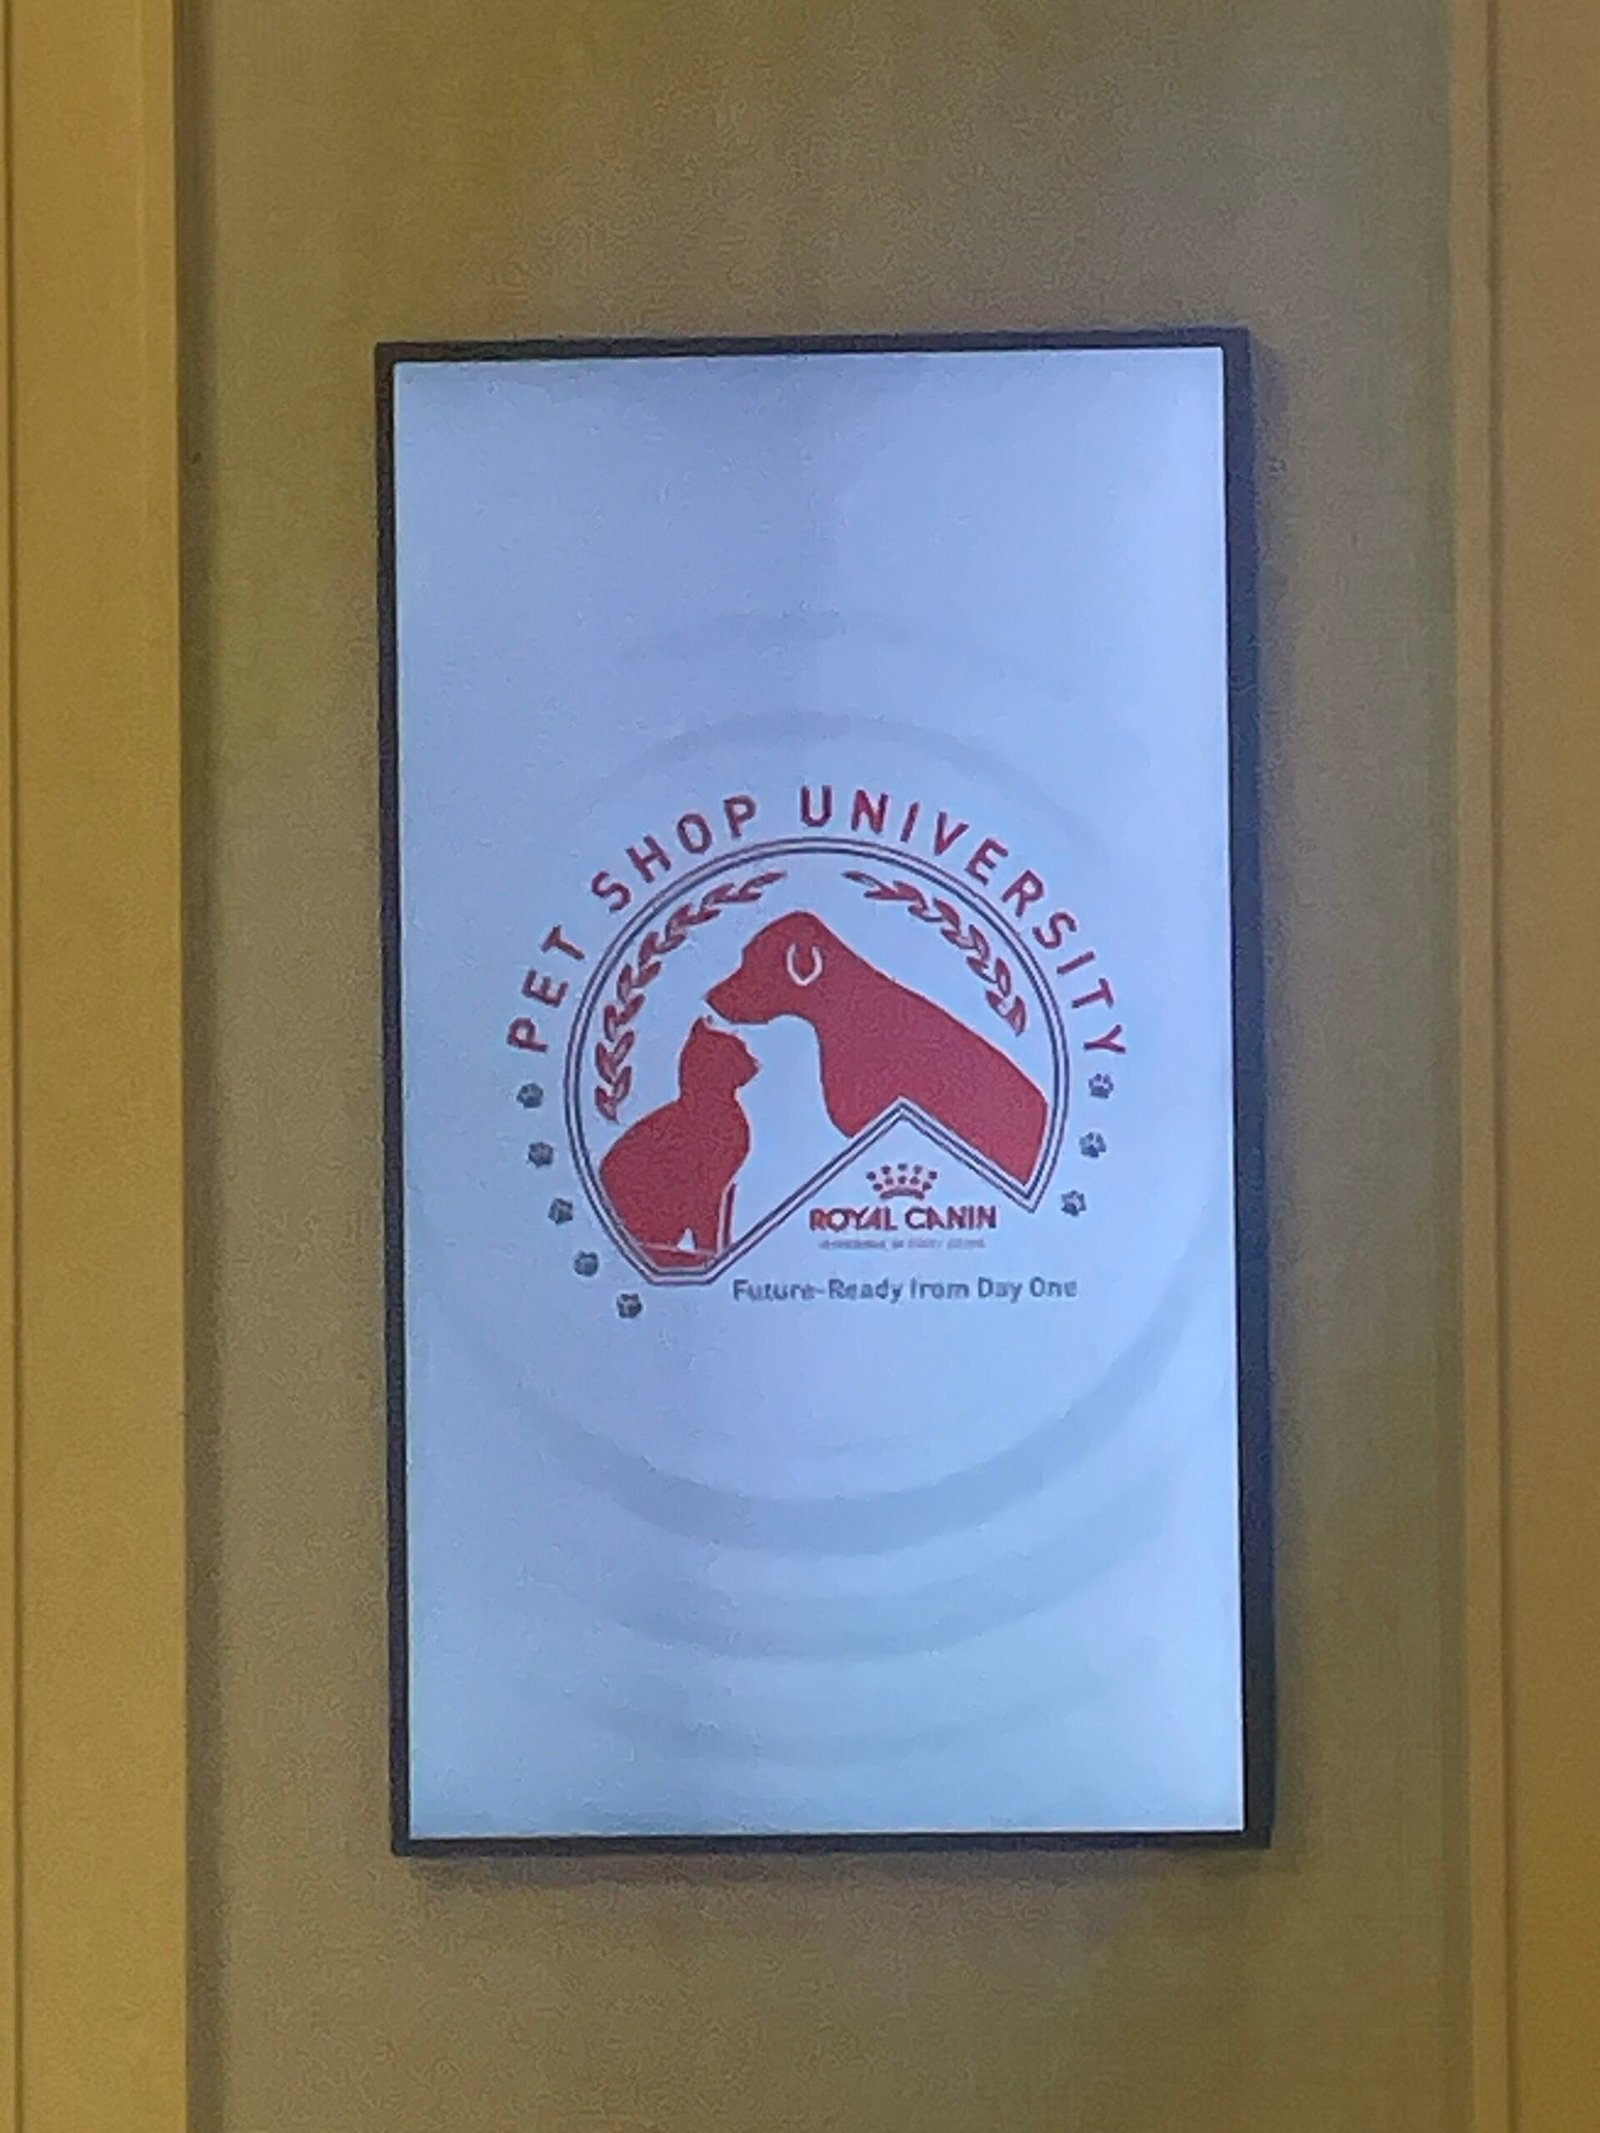 PET SHOP UNIVERSITY
ROYAL CANIN
Future-Ready from Day One